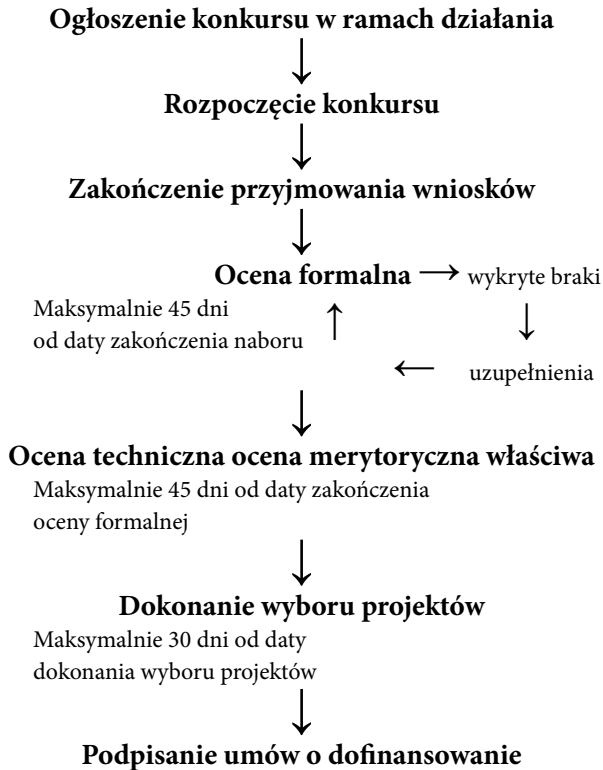 Ogłoszenie konkursu w ramach działania
Rozpoczęcie konkursu
Zakończenie przyjmowania wniosków
Ocena formalna
wykryte braki
Maksymalnie 45 dni
od daty zakończenia naboru
uzupełnienia
Ocena techniczna ocena merytoryczna właściwa
Maksymalnie 45 dni od daty zakończenia
oceny formalnej
Dokonanie wyboru projektów
Maksymalnie 30 dni od daty
dokonania wyboru projektów
Podpisanie umów o dofinansowanie